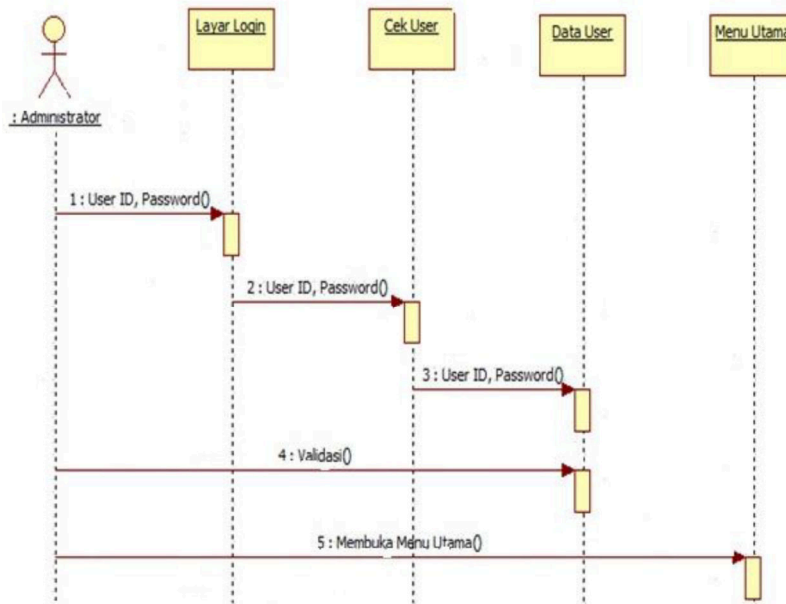 Layar Login
Cek User
Data User
Menu Utama
: Administrator
1 : User ID, Password()
2 : User ID, Password()
3 : User ID, Password()
4 : Validasi()
5 : Membuka Menu Utama()